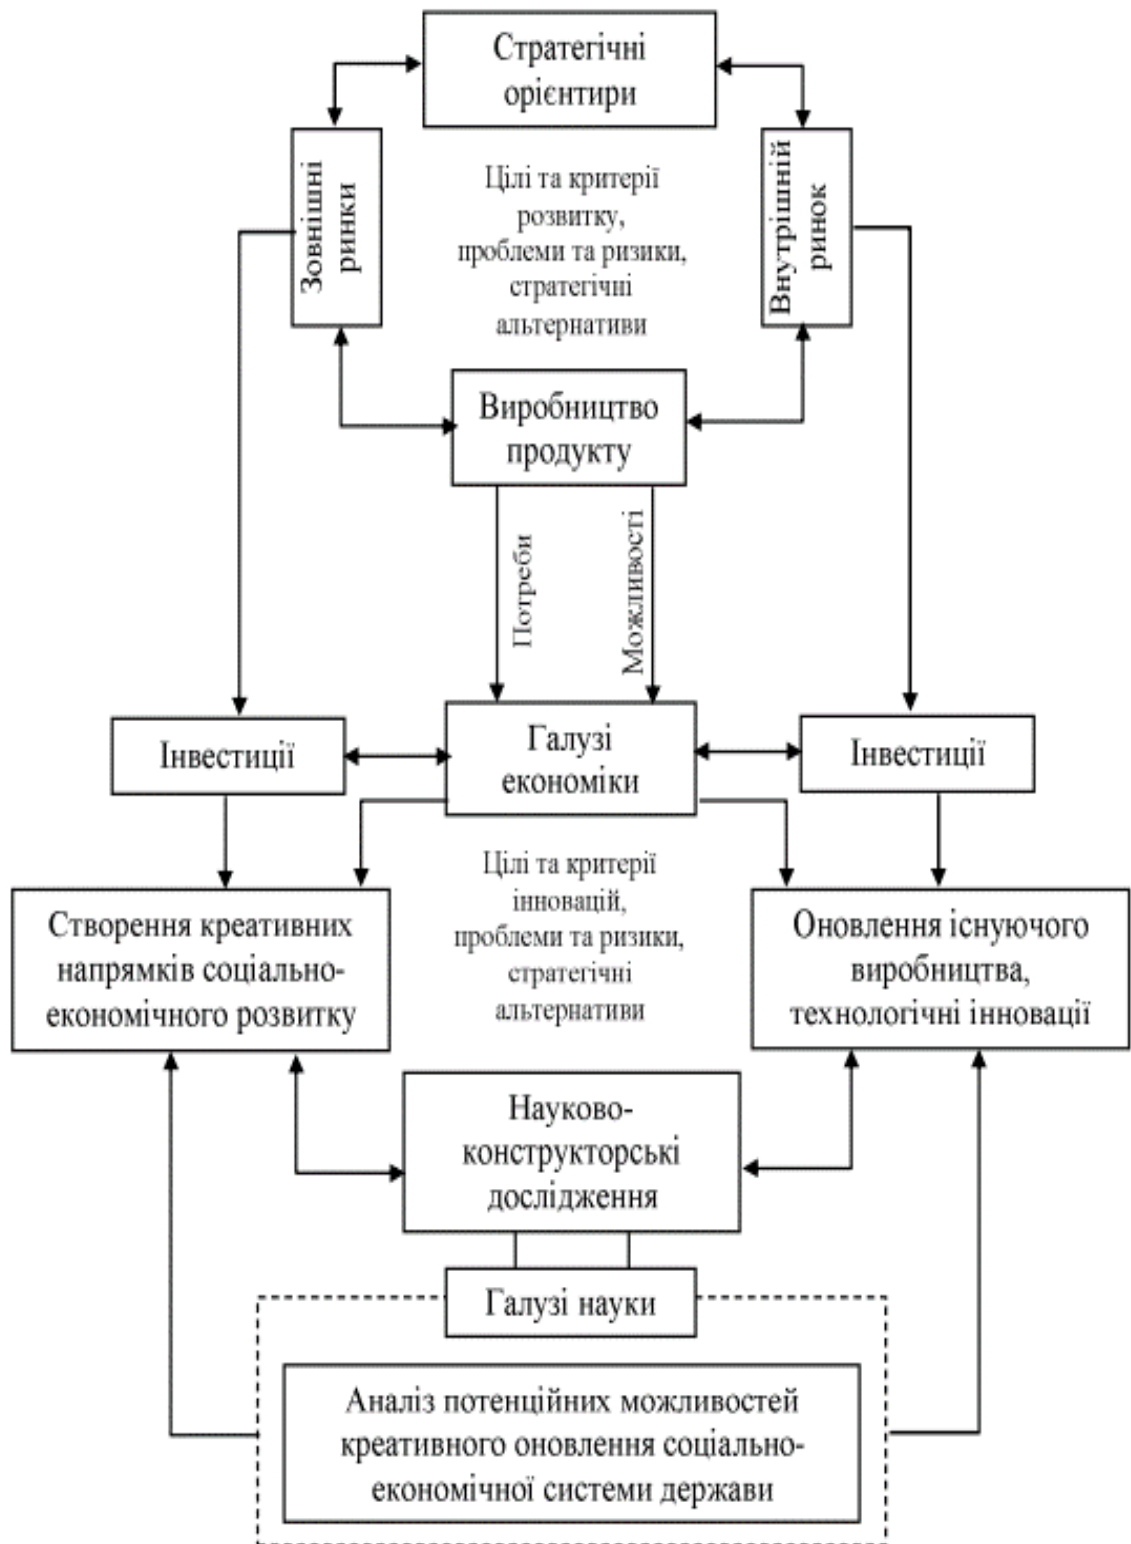 Стратегічні
орієнтири
Зовнішні
ринки
Цілі та критерії
розвитку,
проблеми та ризики,
стратегічні
альтернативи
Внутрішній
ринок
Виробництво
продукту
Потреби
Можливості
Інвестиції
Галузі
економіки
Інвестиції
Створення креативних
напрямків соціально-
економічного розвитку
Цілі та критерії
інновацій,
проблеми та ризики,
стратегічні
альтернативи
Оновлення існуючого
виробництва,
технологічні інновації
Науково-
конструкторські
дослідження
Галузі науки
Аналіз потенційних можливостей
креативного оновлення соціально-
економічної системи держави